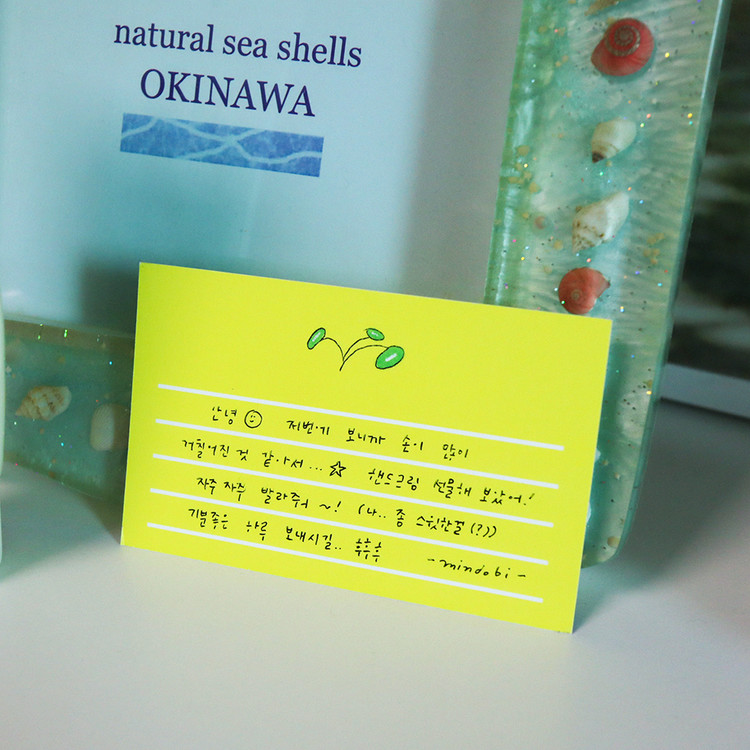 natural sea shells
OKINAWA
안녕 ☺ 저번에 보니까 손이 많이
거칠어진 것 같아서... ☆ 핸드크림 선물해 보았어!
자주 자주 발라줘 ~! (나.. 좀 스윗한걸(?))
기분좋은 하루 보내시길.. 후후후 -mindobi-